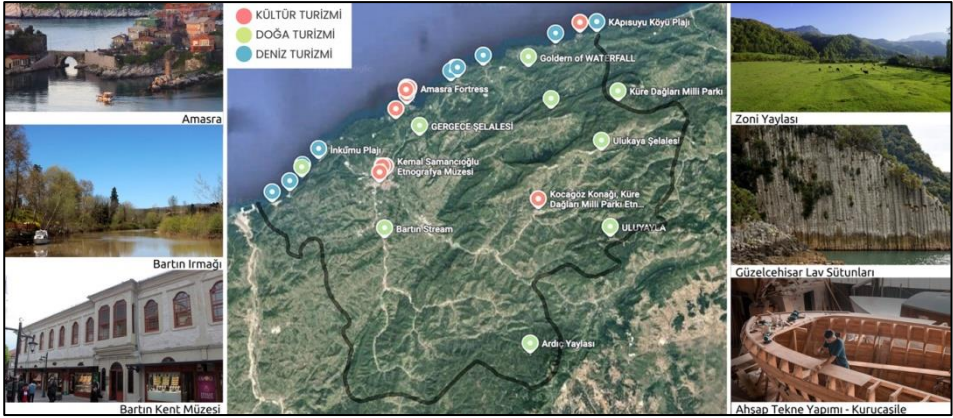 KÜLTÜR TURİZMİ
DOĞA TURİZMİ
DENİZ TURİZMİ
KApısuyu Köyü Plajı
Goldern of WATERFALL
Amasra Fortress
Küre Dağları Milli Parkı
GERGECE ŞELALESİ
Ulukaya Şelalesi
İnkumu Plajı
Kemal Samancıoğlu
Etnografya Müzesi
Kocagöz Konağı, Küre
Dağları Milli Parkı Etn...
Bartın Stream
ULUYAYLA
Ardıç Yaylası
Amasra
Bartın Irmağı
Bartın Kent Müzesi
Zoni Yaylası
Güzelcehisar Lav Sütunları
Ahşap Tekne Yapımı - Kurucaşile